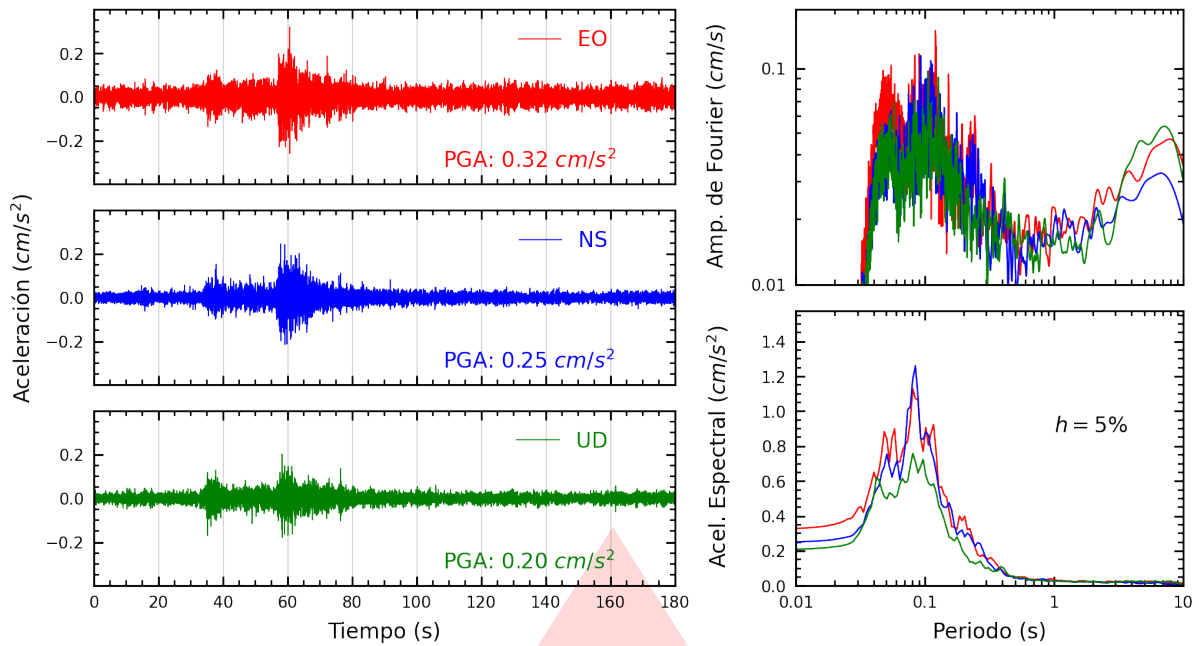 Aceleración (cm/s²)
0.2
0.0
−0.2
EO
PGA: 0.32 cm/s²
0.2
0.0
−0.2
NS
PGA: 0.25 cm/s²
0.2
0.0
−0.2
UD
PGA: 0.20 cm/s²
0 20 40 60 80 100 120 140 160 180
Tiempo (s)
Amp. de Fourier (cm/s)
0.1
0.01
Acel. Espectral (cm/s²)
1.4
1.2
1.0
0.8
0.6
0.4
0.2
0.0
h = 5%
0.01 0.1 1 10
Periodo (s)